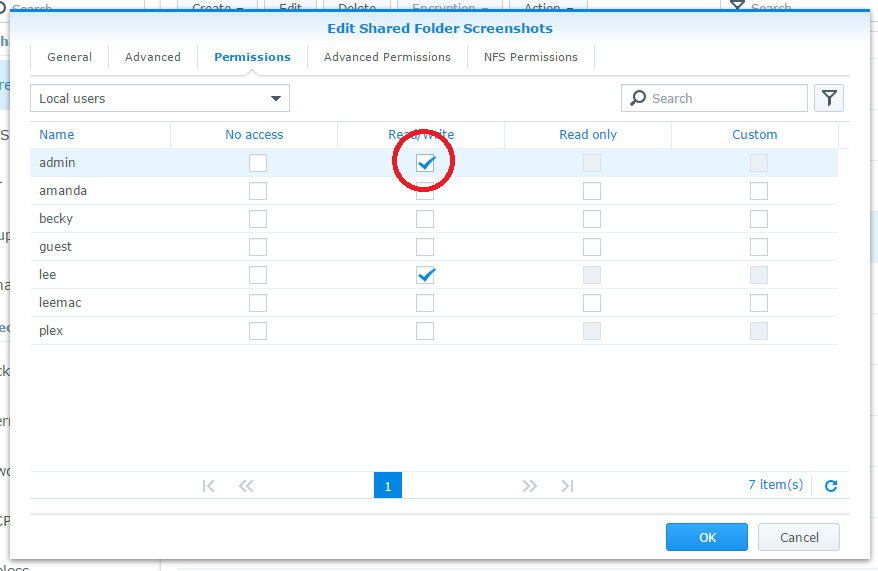 Search
Create
Edit
Delete
Encryption
Action
Search
Edit Shared Folder Screenshots
General
Advanced
Permissions
Advanced Permissions
NFS Permissions
Local users
Search
Name
No access
Read/Write
Read only
Custom
admin
amanda
becky
guest
lee
leemac
plex
1
7 item(s)
OK
Cancel